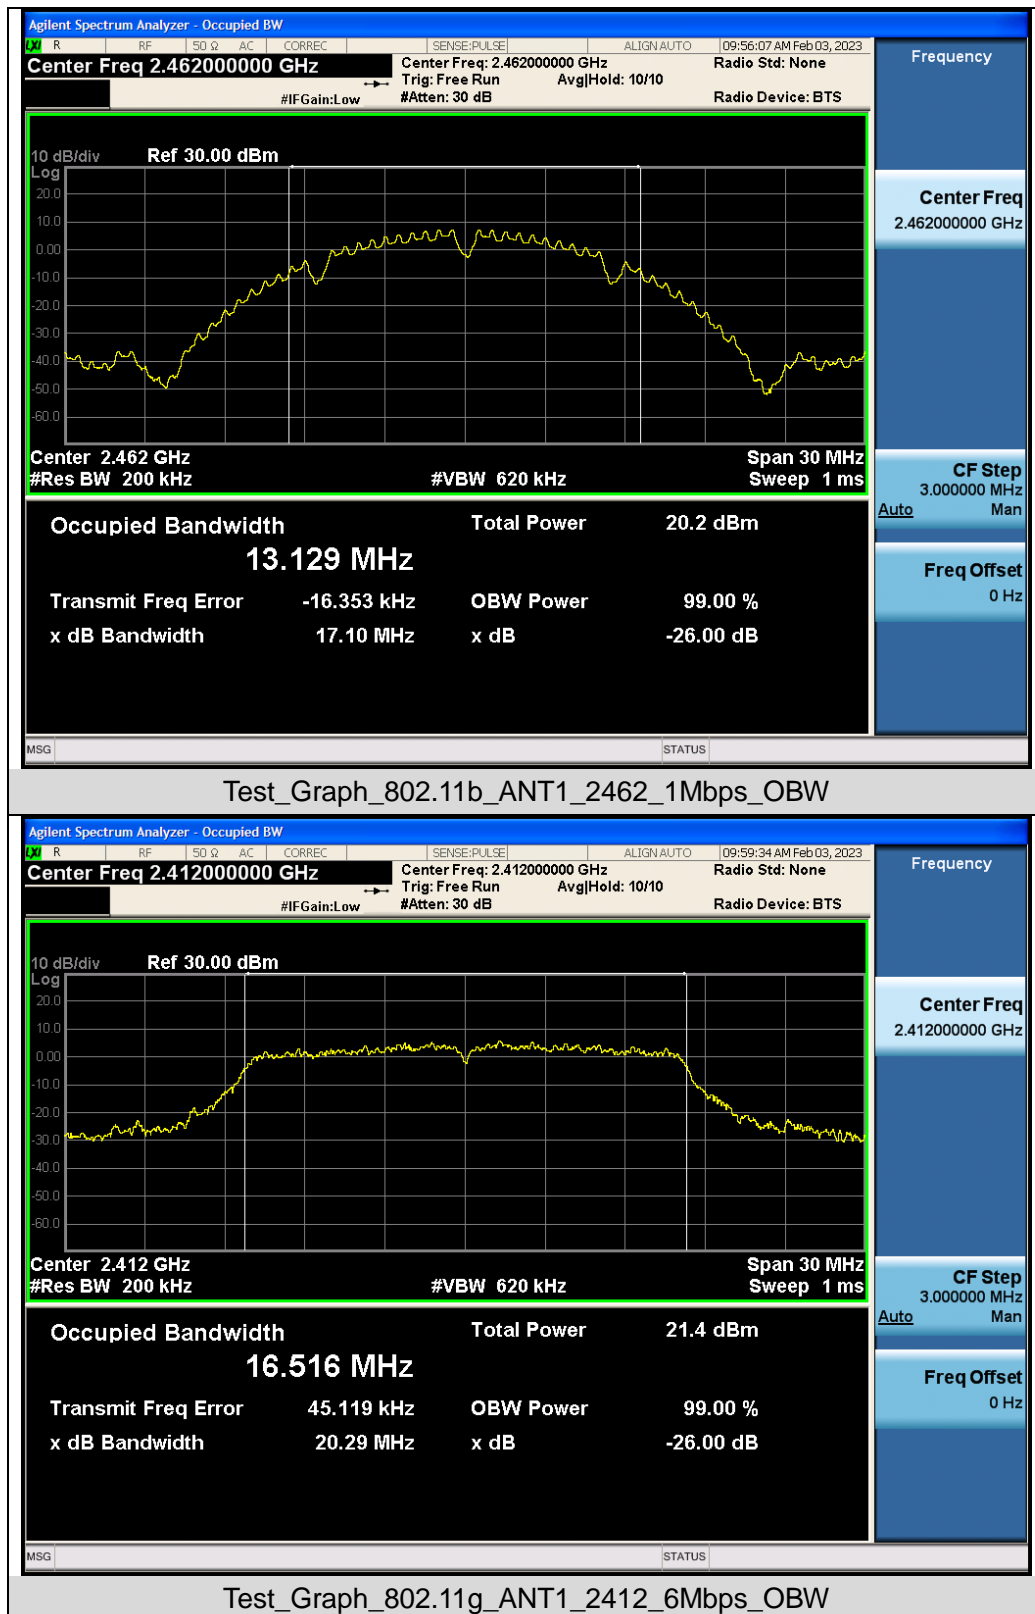 Agilent Spectrum Analyzer - Occupied BW
LXI R RF 50 Ω AC CORREC SENSE:PULSE ALIGN AUTO 09:56:07 AM Feb 03, 2023
Center Freq 2.462000000 GHz Center Freq: 2.462000000 GHz Radio Std: None Frequency
Trig: Free Run Avg|Hold: 10/10
#IFGain:Low #Atten: 30 dB Radio Device: BTS
10 dB/div Ref 30.00 dBm
Log
20.0
10.0
0.00
-10.0
-20.0
-30.0
-40.0
-50.0
-60.0
Center Freq
2.462000000 GHz
Center 2.462 GHz Span 30 MHz
#Res BW 200 kHz #VBW 620 kHz Sweep 1 ms
CF Step
3.000000 MHz
Auto Man
Occupied Bandwidth Total Power 20.2 dBm
13.129 MHz
Freq Offset
0 Hz
Transmit Freq Error -16.353 kHz OBW Power 99.00 %
x dB Bandwidth 17.10 MHz x dB -26.00 dB
MSG STATUS
Test_Graph_802.11b_ANT1_2462_1Mbps_OBW
Agilent Spectrum Analyzer - Occupied BW
LXI R RF 50 Ω AC CORREC SENSE:PULSE ALIGN AUTO 09:59:34 AM Feb 03, 2023
Center Freq 2.412000000 GHz Center Freq: 2.412000000 GHz Radio Std: None Frequency
Trig: Free Run Avg|Hold: 10/10
#IFGain:Low #Atten: 30 dB Radio Device: BTS
10 dB/div Ref 30.00 dBm
Log
20.0
10.0
0.00
-10.0
-20.0
-30.0
-40.0
-50.0
-60.0
Center Freq
2.412000000 GHz
Center 2.412 GHz Span 30 MHz
#Res BW 200 kHz #VBW 620 kHz Sweep 1 ms
CF Step
3.000000 MHz
Auto Man
Occupied Bandwidth Total Power 21.4 dBm
16.516 MHz
Freq Offset
0 Hz
Transmit Freq Error 45.119 kHz OBW Power 99.00 %
x dB Bandwidth 20.29 MHz x dB -26.00 dB
MSG STATUS
Test_Graph_802.11g_ANT1_2412_6Mbps_OBW